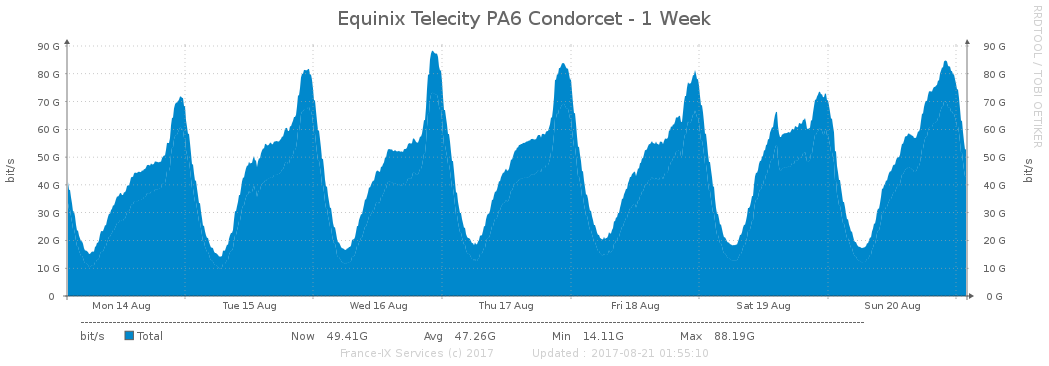 Equinix Telecity PA6 Condorcet - 1 Week
RRDTOOL / TOBI OETIKER
bit/s
90 G
80 G
70 G
60 G
50 G
40 G
30 G
20 G
10 G
0
90 G
80 G
70 G
60 G
50 G
40 G
30 G
20 G
10 G
0 G
bit/s
Mon 14 Aug Tue 15 Aug Wed 16 Aug Thu 17 Aug Fri 18 Aug Sat 19 Aug Sun 20 Aug
bit/s Total Now 49.41G Avg 47.26G Min 14.11G Max 88.19G
France-IX Services (c) 2017 Updated : 2017-08-21 01:55:10